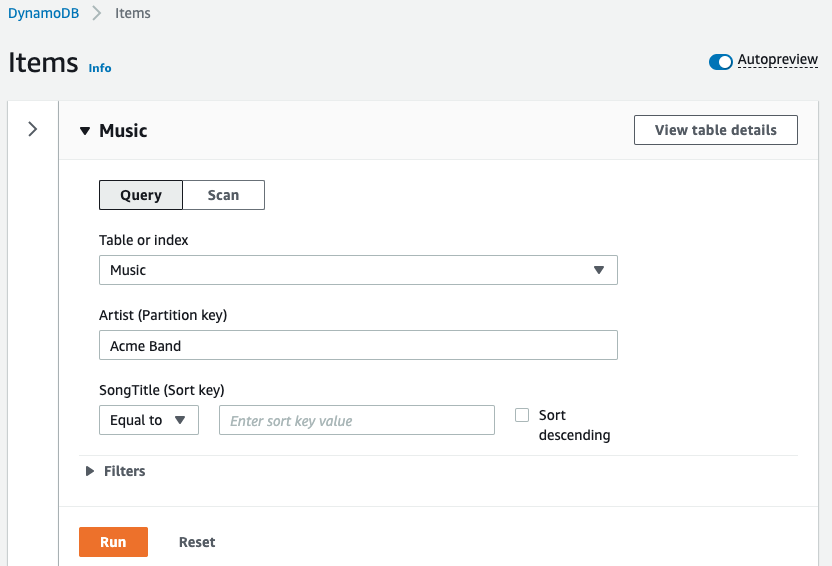 DynamoDB > Items
Items Info
Autopreview
Music
View table details
Query Scan
Table or index
Music
Artist (Partition key)
Acme Band
SongTitle (Sort key)
Equal to
Enter sort key value
Sort
descending
Filters
Run Reset